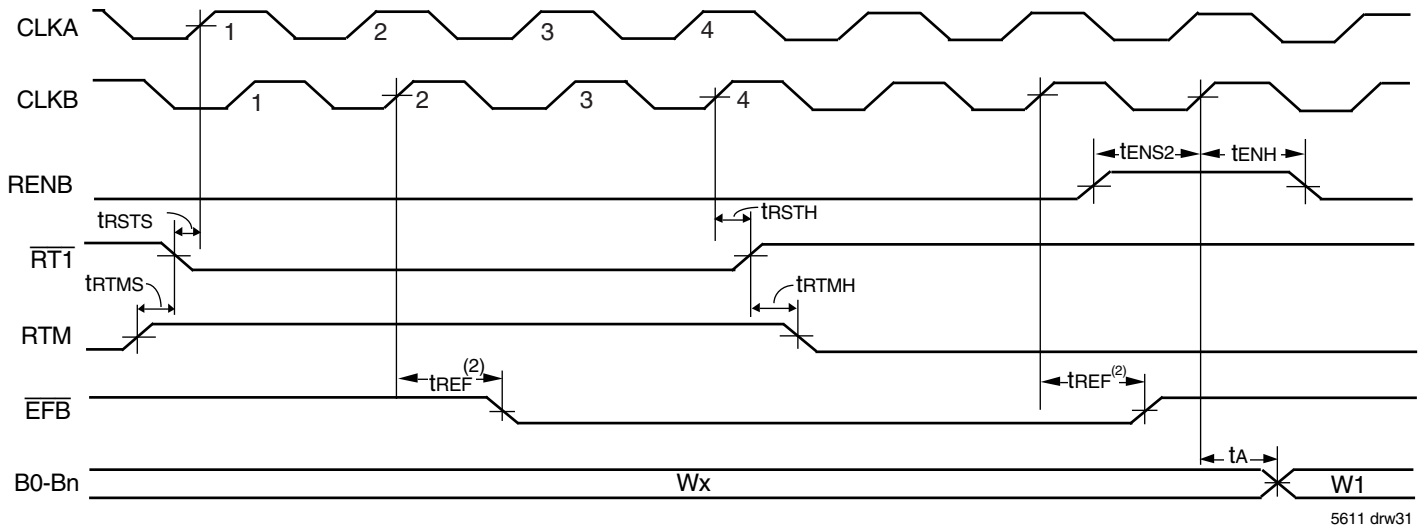 CLKA 1 2 3 4
CLKB 1 2 3 4
tENS2 tENH
RENB
tRSTS tRSTH
RT1
tRTMS tRTMH
RTM
tREF(2) tREF(2)
EFB
tA
B0-Bn Wx W1
5611 drw31